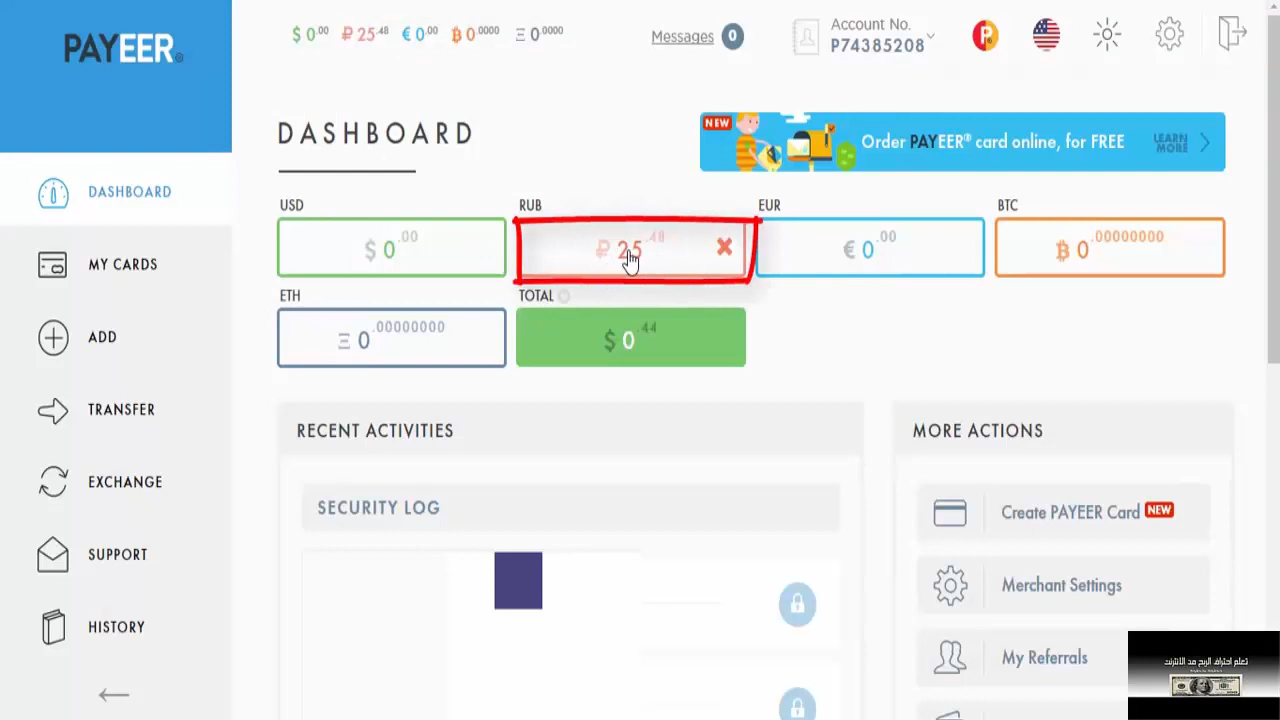 PAYEER®
$ 0.00 ₽ 25.48 € 0.00 ₿ 0.0000 Ξ 0.0000
Messages 0
Account No.
P74385208
DASHBOARD
NEW
Order PAYEER® card online, for FREE
LEARN
MORE
DASHBOARD
MY CARDS
ADD
TRANSFER
EXCHANGE
SUPPORT
HISTORY
USD RUB EUR BTC
$ 0.00 ₽ 25.48 € 0.00 ₿ 0.00000000
ETH TOTAL
Ξ 0.00000000 $ 0.44
RECENT ACTIVITIES
SECURITY LOG
MORE ACTIONS
Create PAYEER Card NEW
Merchant Settings
My Referrals
تعلم احتراف الربح من الانترنت